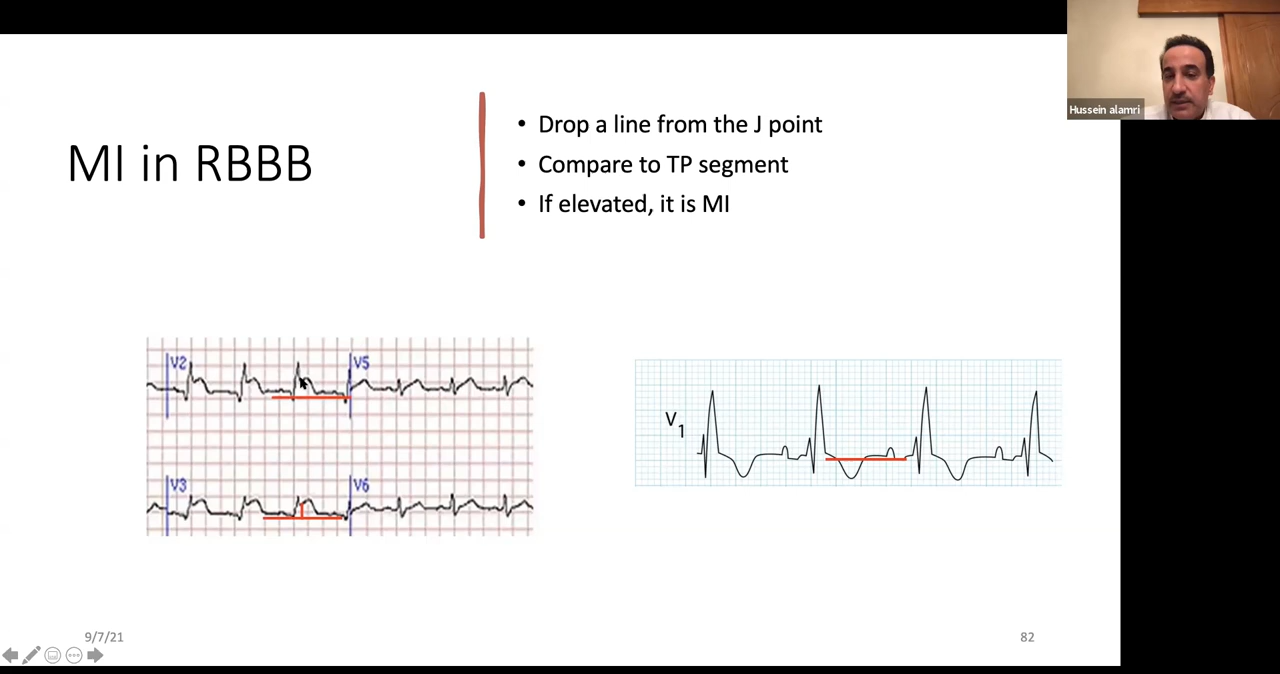 Hussein alamri
MI in RBBB
• Drop a line from the J point
• Compare to TP segment
• If elevated, it is MI
V2
V5
V3
V6
V1
9/7/21
82